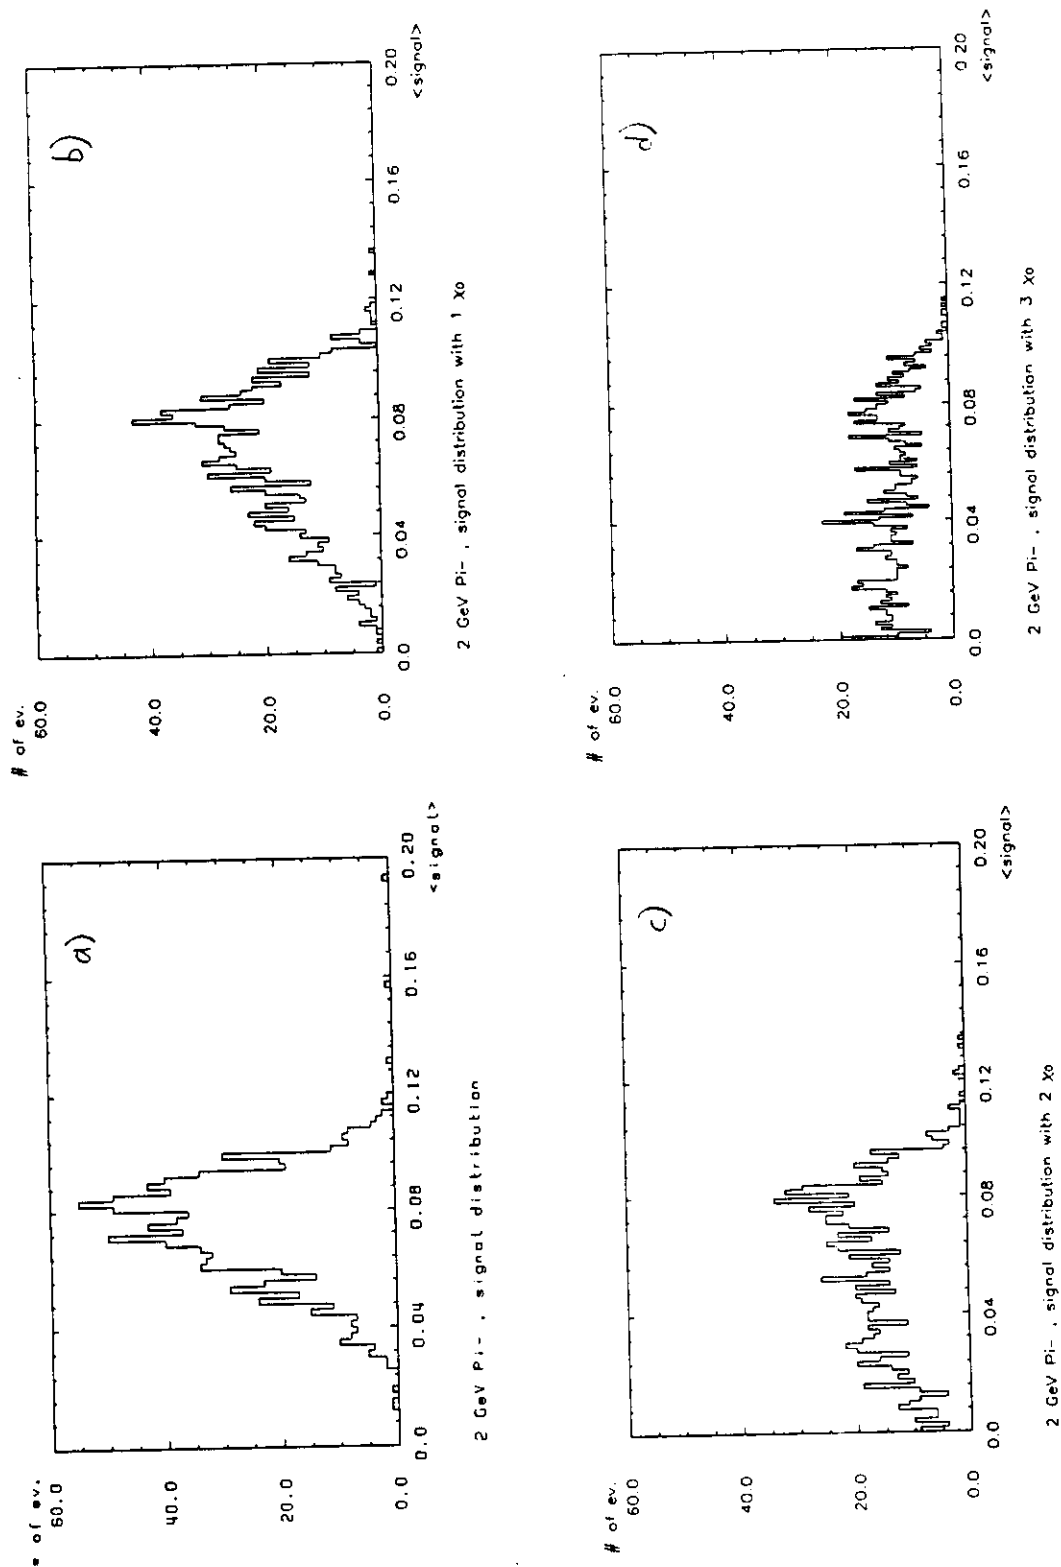 # of ev.
60.0
40.0
20.0
0.0
a)
0.0
0.04
0.08
0.12
0.16
0.20
<signal>
2 GeV Pi- , signal distribution
# of ev.
60.0
40.0
20.0
0.0
b)
0.0
0.04
0.08
0.12
0.16
0.20
<signal>
2 GeV Pi- , signal distribution with 1 Xo
# of ev.
60.0
40.0
20.0
0.0
c)
0.0
0.04
0.08
0.12
0.16
0.20
<signal>
2 GeV Pi- , signal distribution with 2 Xo
# of ev.
60.0
40.0
20.0
0.0
d)
0.0
0.04
0.08
0.12
0.16
0.20
<signal>
2 GeV Pi- , signal distribution with 3 Xo